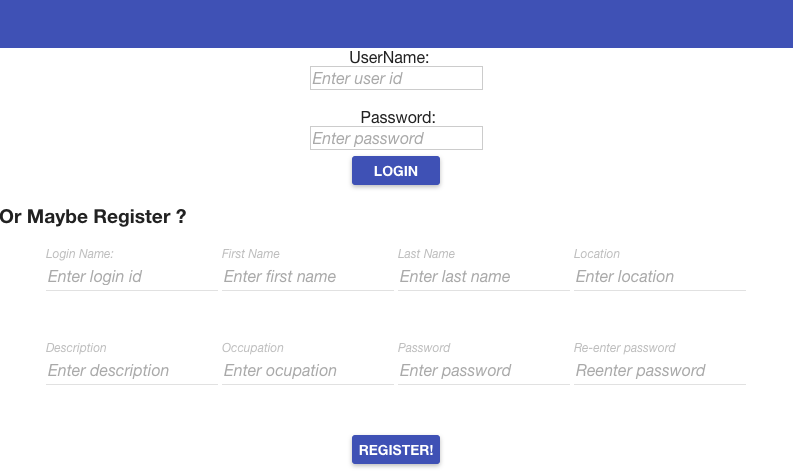 UserName:
Enter user id
Password:
Enter password
LOGIN
Or Maybe Register ?
Login Name: First Name Last Name Location
Enter login id Enter first name Enter last name Enter location
Description Occupation Password Re-enter password
Enter description Enter ocupation Enter password Reenter password
REGISTER!